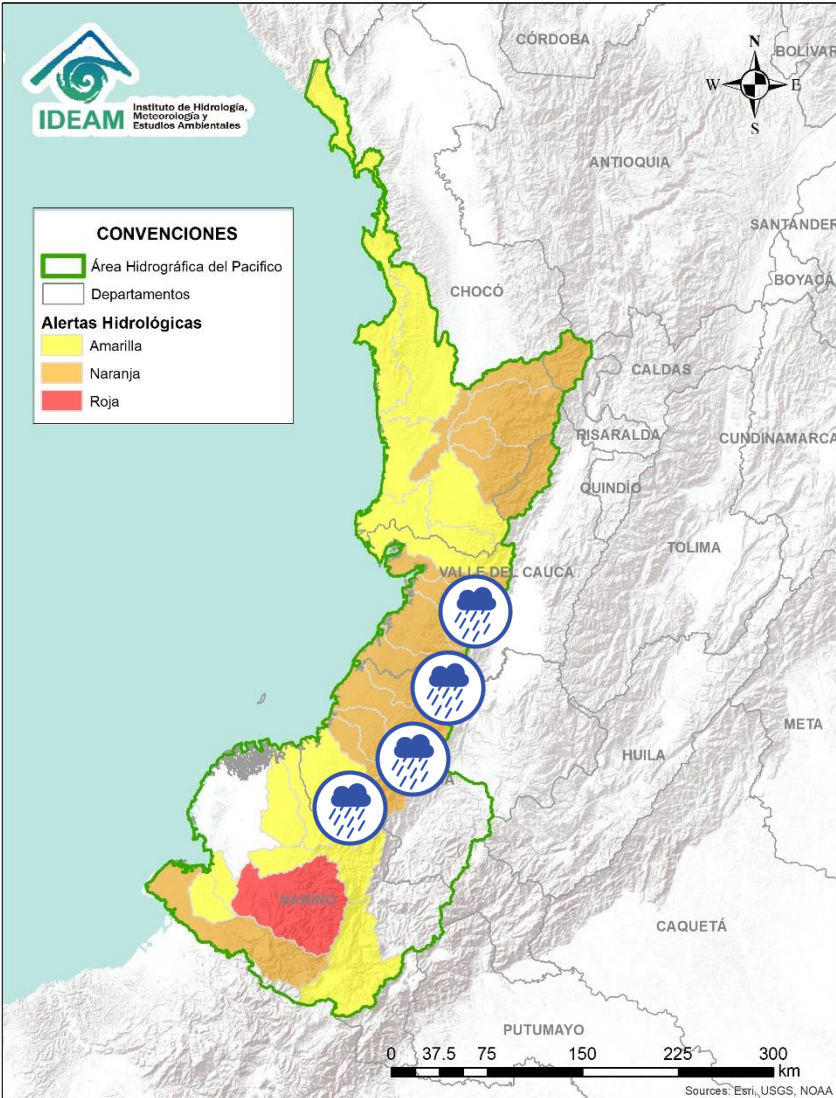 IDEAM
Instituto de Hidrología,
Meteorología y
Estudios Ambientales
CÓRDOBA
BOLÍVAR
N
W
E
S
ANTIOQUIA
SANTANDER
BOYACÁ
CONVENCIONES
Área Hidrográfica del Pacifico
Departamentos
Alertas Hidrológicas
Amarilla
Naranja
Roja
CHOCÓ
CALDAS
RISARALDA
CUNDINAMARCA
QUINDÍO
TOLIMA
VALLE DEL CAUCA
META
HUILA
NARIÑO
CAQUETÁ
PUTUMAYO
0 37.5 75 150 225 300
km
Sources: Esri, USGS, NOAA